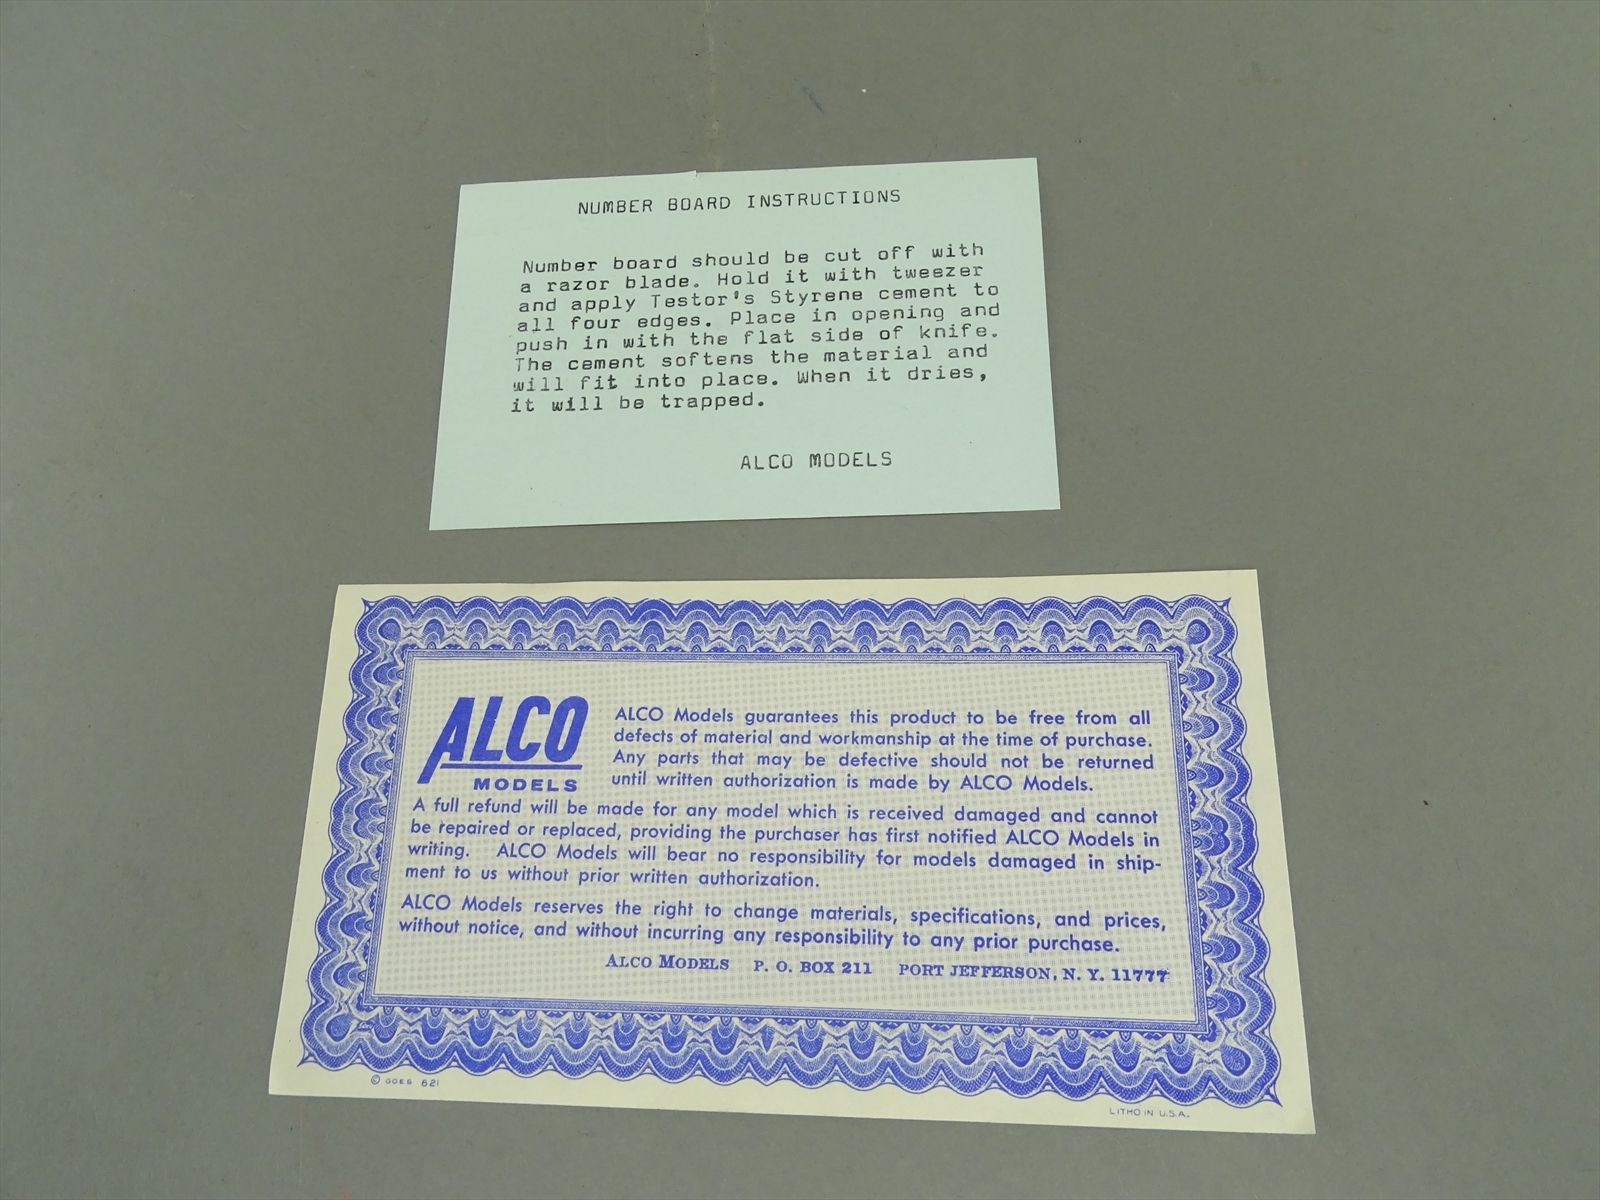 NUMBER BOARD INSTRUCTIONS
Number board should be cut off with
a razor blade. Hold it with tweezer
and apply Testor's Styrene cement to
all four edges. Place in opening and
push in with the flat side of knife.
The cement softens the material and
will fit into place. When it dries,
it will be trapped.
ALCO MODELS
ALCO
MODELS
ALCO Models guarantees this product to be free from all
defects of material and workmanship at the time of purchase.
Any parts that may be defective should not be returned
until written authorization is made by ALCO Models.
A full refund will be made for any model which is received damaged and cannot
be repaired or replaced, providing the purchaser has first notified ALCO Models in
writing. ALCO Models will bear no responsibility for models damaged in ship-
ment to us without prior written authorization.
ALCO Models reserves the right to change materials, specifications, and prices,
without notice, and without incurring any responsibility to any prior purchase.
ALCO MODELS P. O. BOX 211 PORT JEFFERSON, N. Y. 11777
© GOES 621
LITHO IN U.S.A.